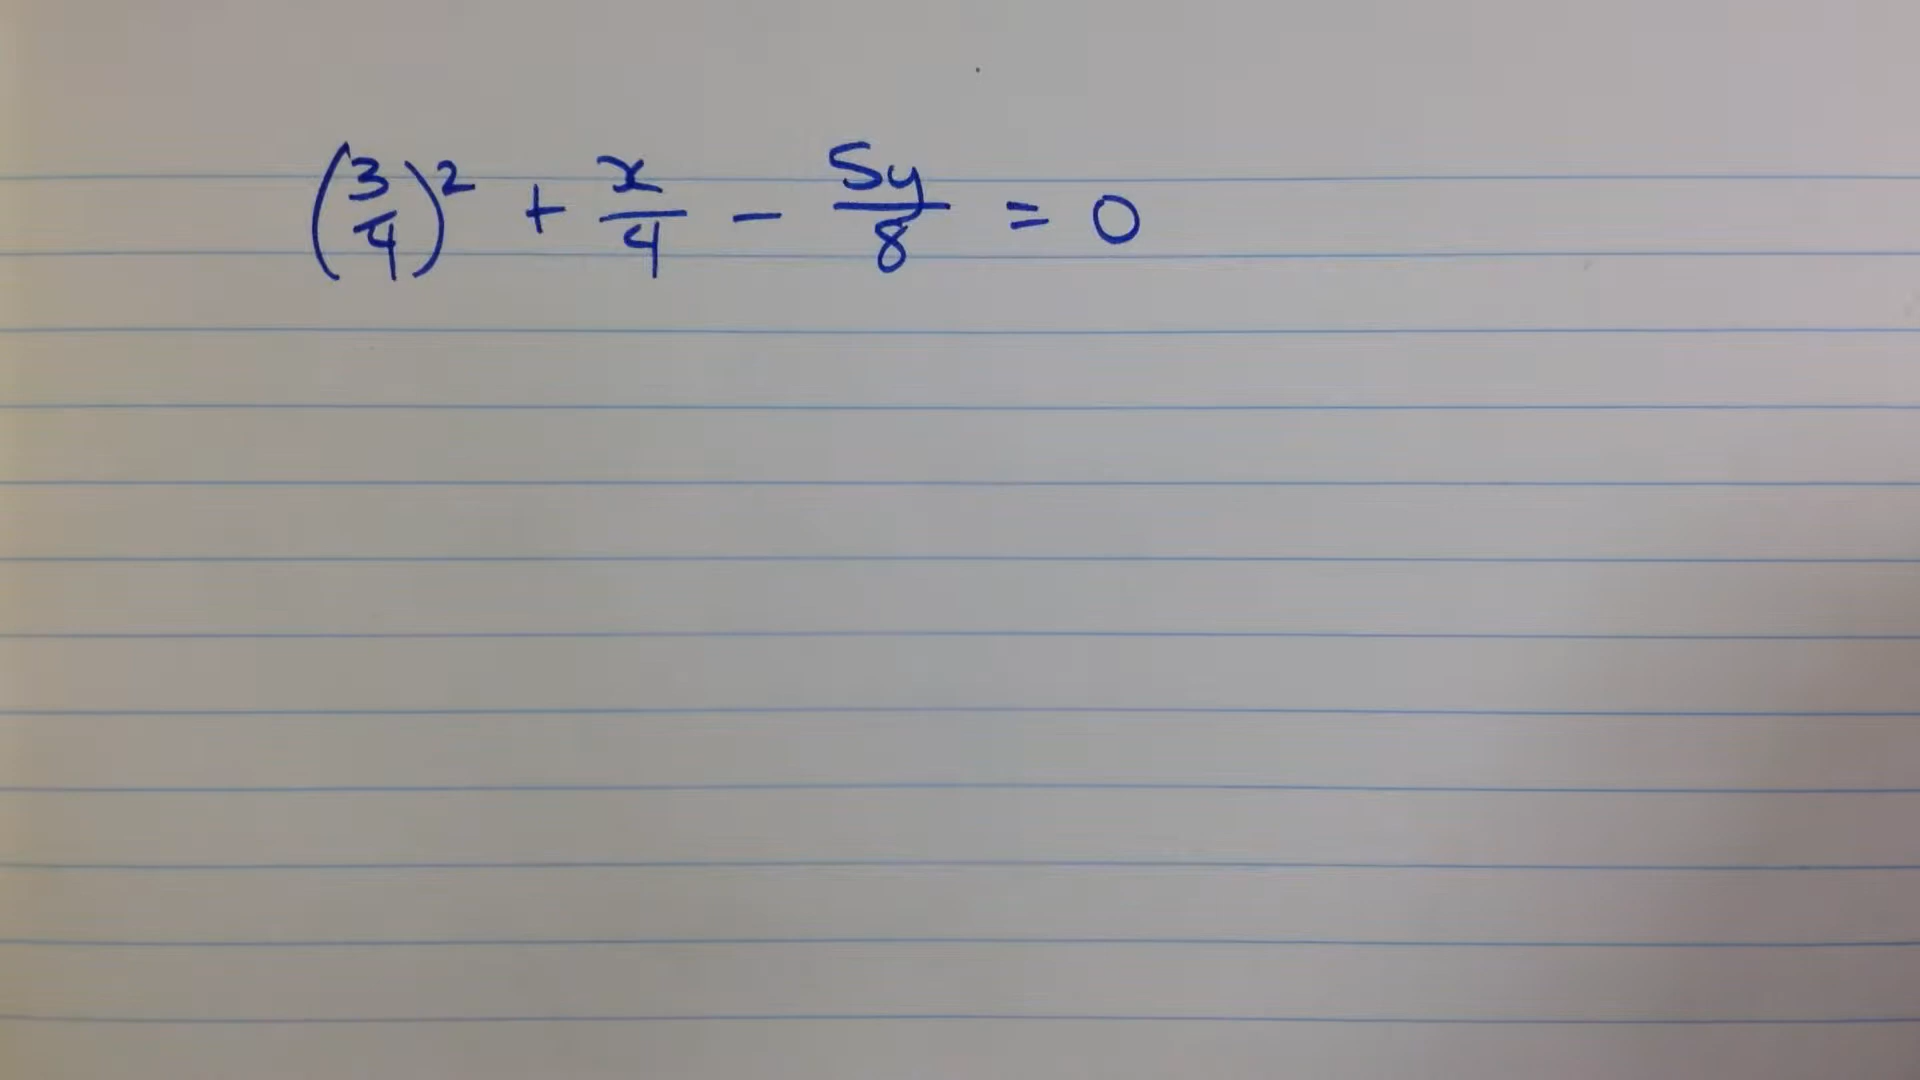 (3/4)² + x/4 - 5y/8 = 0